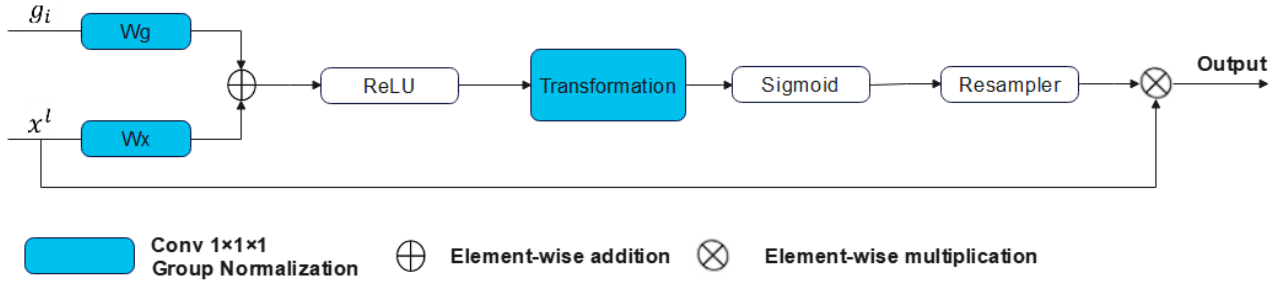 g_i
Wg
x^l
Wx
ReLU
Transformation
Sigmoid
Resampler
Output
Conv 1×1×1
Group Normalization
Element-wise addition
Element-wise multiplication